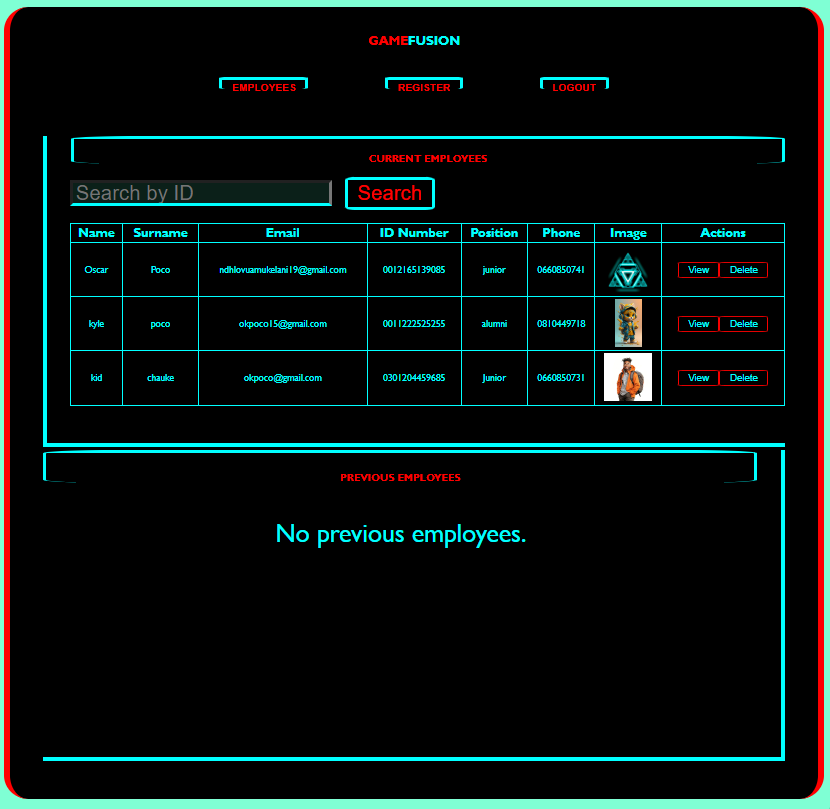 GAMEFUSION
EMPLOYEES REGISTER LOGOUT
CURRENT EMPLOYEES
Search by ID Search
Name Surname Email ID Number Position Phone Image Actions
Oscar Poco ndhlovuamukelani19@gmail.com 0012165139085 junior 0660850741 View Delete
kyle poco okpoco15@gmail.com 0011222525255 alumni 0810449718 View Delete
kid chauke okpoco@gmail.com 0301204459685 Junior 0660850731 View Delete
PREVIOUS EMPLOYEES
No previous employees.